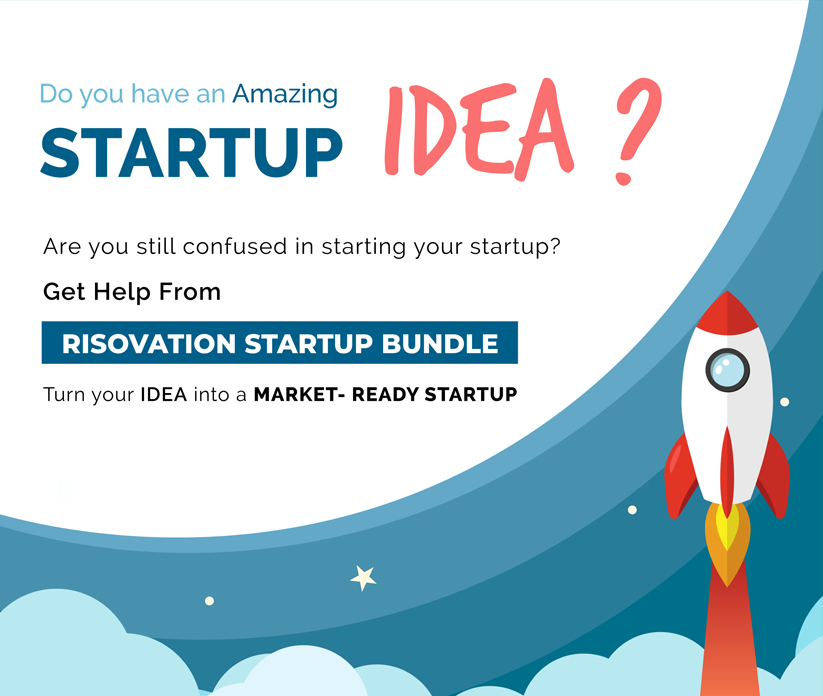 Do you have an Amazing
STARTUP IDEA ?
Are you still confused in starting your startup?
Get Help From
RISOVATION STARTUP BUNDLE
Turn your IDEA into a MARKET- READY STARTUP